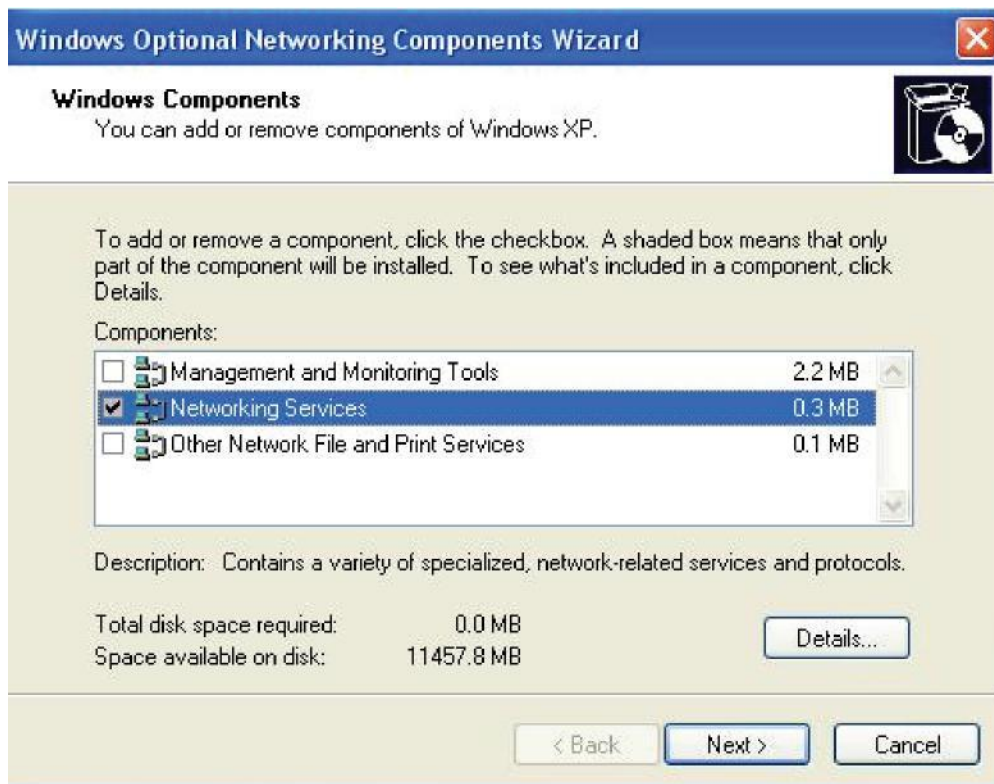 Windows Optional Networking Components Wizard
Windows Components
You can add or remove components of Windows XP.
To add or remove a component, click the checkbox. A shaded box means that only
part of the component will be installed. To see what's included in a component, click
Details.
Components:
Management and Monitoring Tools 2.2 MB
Networking Services 0.3 MB
Other Network File and Print Services 0.1 MB
Description: Contains a variety of specialized, network-related services and protocols.
Total disk space required: 0.0 MB
Space available on disk: 11457.8 MB
Details...
< Back Next > Cancel